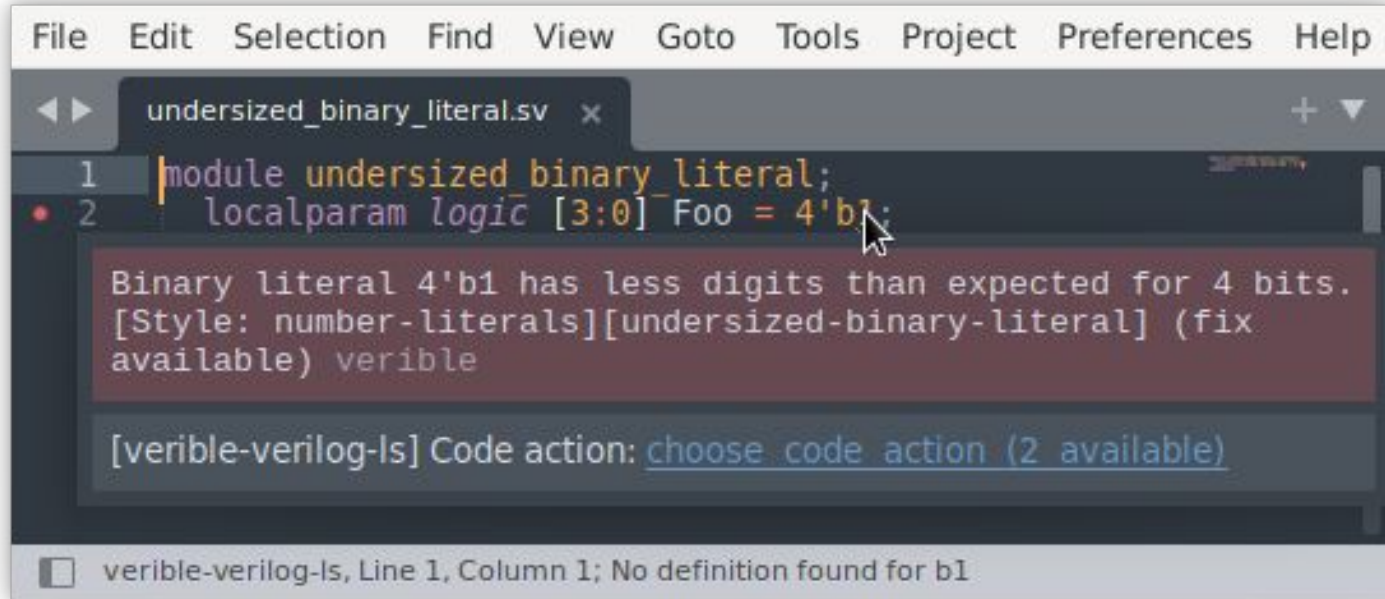 File Edit Selection Find View Goto Tools Project Preferences Help
undersized_binary_literal.sv ×
1 module undersized_binary_literal;
2 localparam logic [3:0] Foo = 4'b1;
Binary literal 4'b1 has less digits than expected for 4 bits.
[Style: number-literals][undersized-binary-literal] (fix
available) verible
[verible-verilog-ls] Code action: choose code action (2 available)
verible-verilog-ls, Line 1, Column 1; No definition found for b1